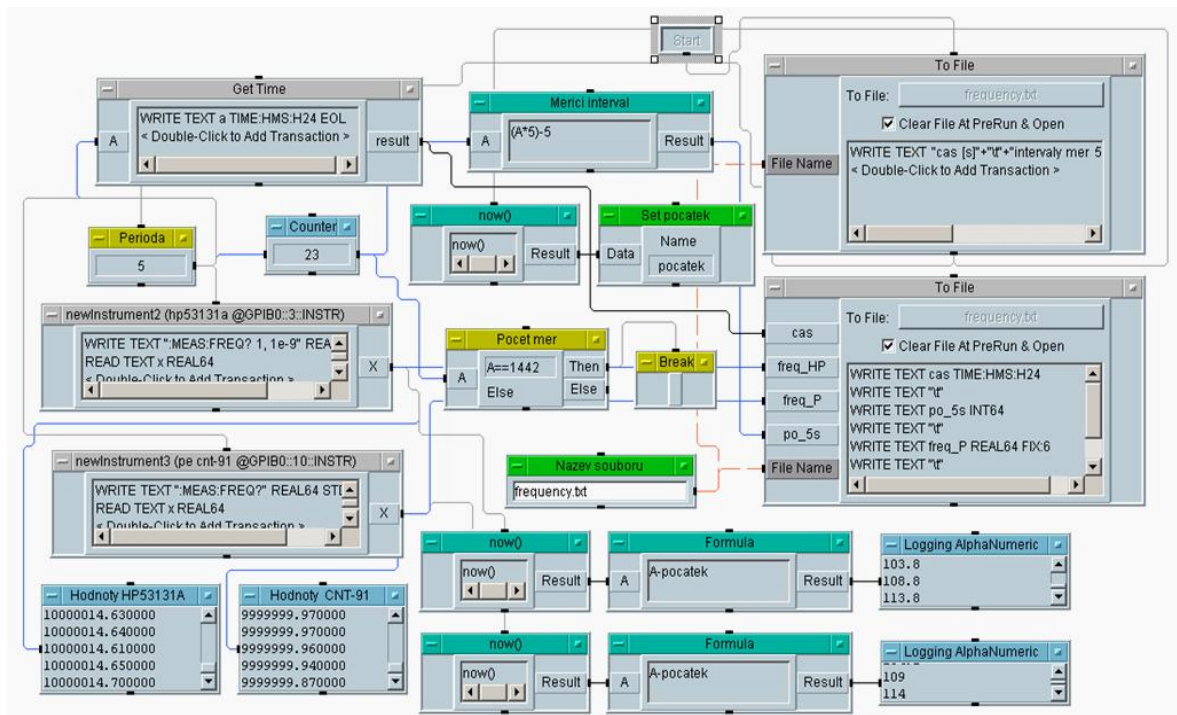 Start
Get Time
A
WRITE TEXT a TIME:HMS:H24 EOL
< Double-Click to Add Transaction >
result
Merici interval
A
(A*5)-5
Result
To File
To File:
frequency.txt
Clear File At PreRun & Open
File Name
WRITE TEXT "cas [s]"+"\t"+"intervaly mer 5
< Double-Click to Add Transaction >
Perioda
5
Counter
23
now()
now()
Result
Set pocatek
Data
Name
pocatek
newInstrument2 (hp53131a @GPIB0::3::INSTR)
WRITE TEXT ":MEAS:FREQ? 1, 1e-9" REA
READ TEXT x REAL64
< Double-Click to Add Transaction >
X
Pocet mer
A
A==1442
Then
Else
Else
Break
To File
To File:
frequency.txt
Clear File At PreRun & Open
cas
freq_HP
freq_P
po_5s
File Name
WRITE TEXT cas TIME:HMS:H24
WRITE TEXT "\t"
WRITE TEXT po_5s INT64
WRITE TEXT "\t"
WRITE TEXT freq_P REAL64 FIX:6
WRITE TEXT "\t"
newInstrument3 (pe cnt-91 @GPIB0::10::INSTR)
WRITE TEXT ":MEAS:FREQ?" REAL64 STD
READ TEXT x REAL64
< Double-Click to Add Transaction >
X
Nazev souboru
frequency.txt
Hodnoty HP53131A
10000014.630000
10000014.640000
10000014.610000
10000014.650000
10000014.700000
Hodnoty CNT-91
9999999.970000
9999999.970000
9999999.960000
9999999.940000
9999999.870000
now()
now()
Result
Formula
A
A-pocatek
Result
Logging AlphaNumeric
103.8
108.8
113.8
now()
now()
Result
Formula
A
A-pocatek
Result
Logging AlphaNumeric
109
114